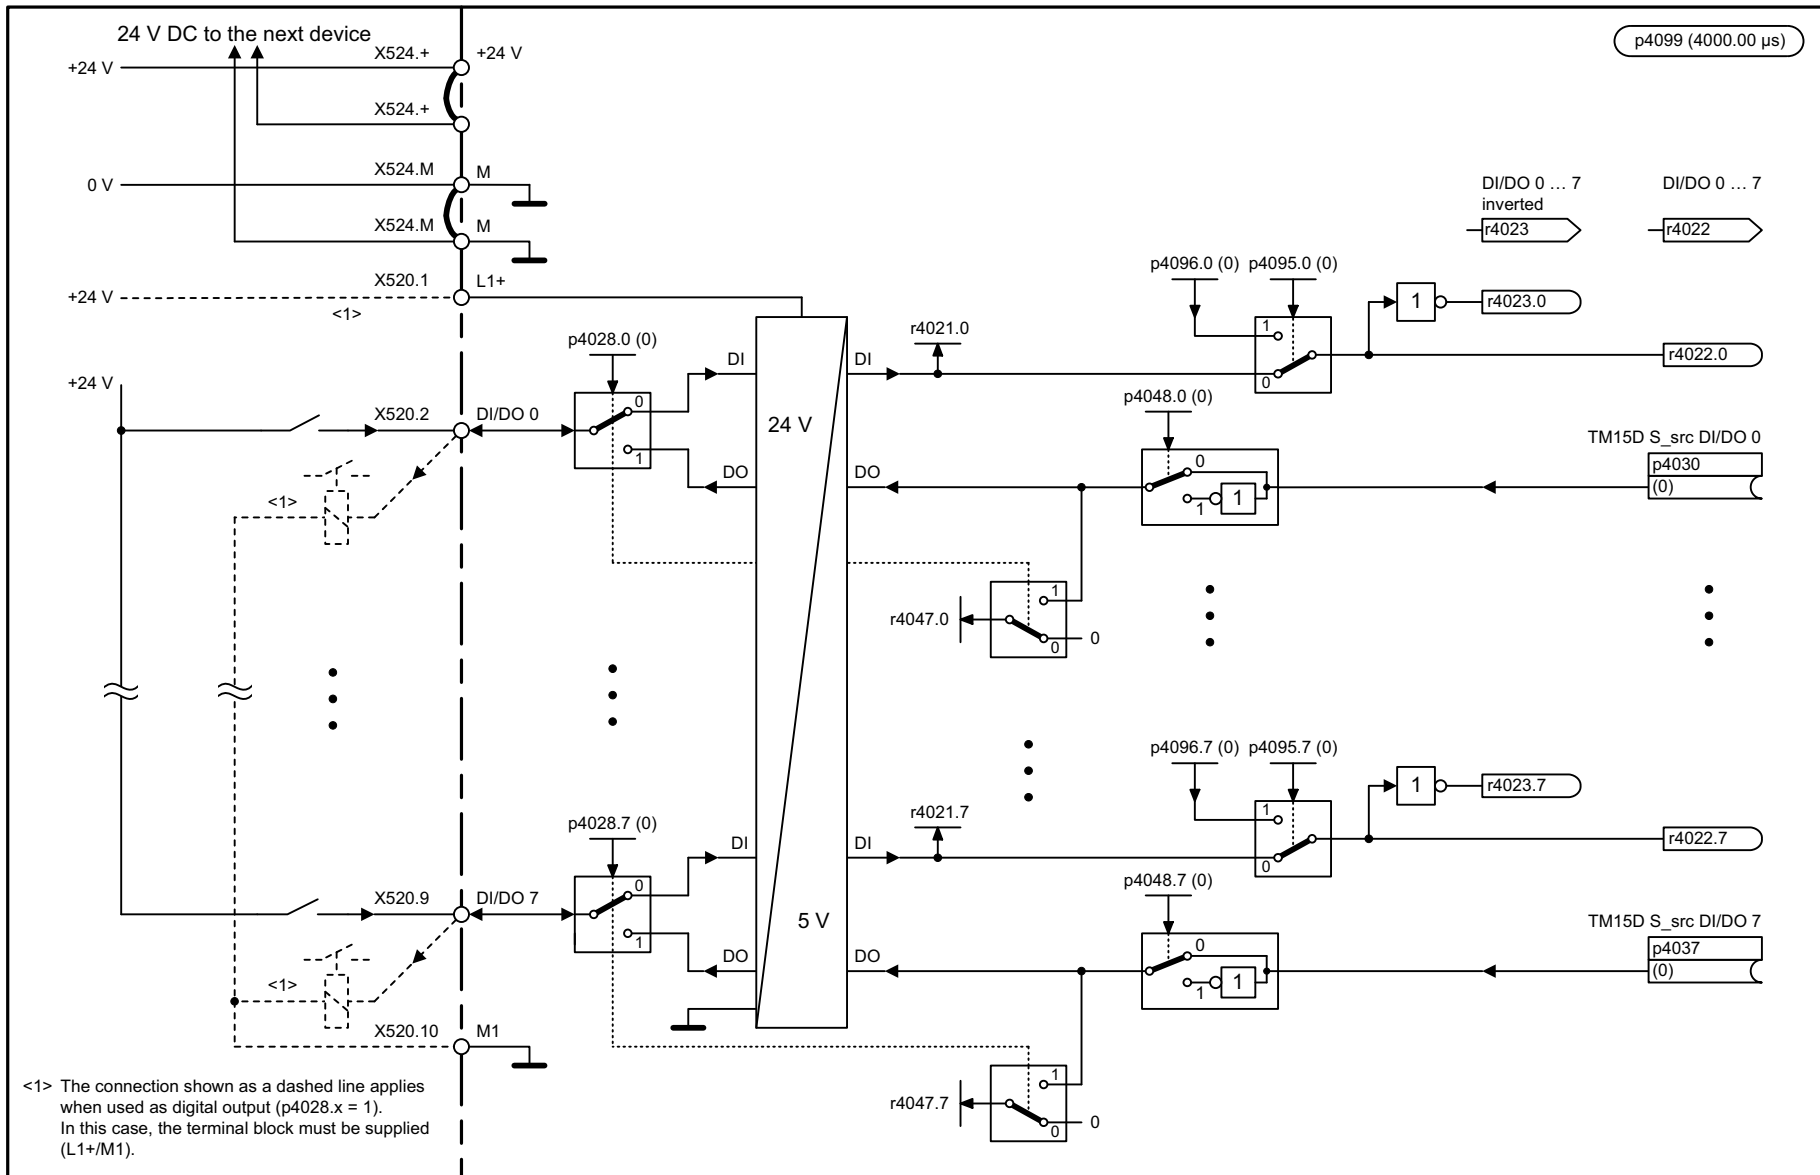 24 V DC to the next device
p4099 (4000.00 µs)
X524.+
+24 V
+24 V
X524.+
X524.M
M
0 V
DI/DO 0 … 7
inverted
r4023
DI/DO 0 … 7
r4022
X524.M
M
X520.1
L1+
+24 V
<1>
p4096.0 (0)
p4095.0 (0)
1
0
1
r4023.0
r4022.0
r4021.0
p4028.0 (0)
0
1
DI
DI
+24 V
X520.2
DI/DO 0
24 V
p4048.0 (0)
0
1
1
TM15D S_src DI/DO 0
p4030
(0)
DO
DO
<1>
r4047.0
1
0
0
p4096.7 (0)
p4095.7 (0)
1
0
1
r4023.7
r4022.7
r4021.7
p4028.7 (0)
0
1
DI
DI
X520.9
DI/DO 7
5 V
p4048.7 (0)
0
1
1
TM15D S_src DI/DO 7
p4037
(0)
DO
DO
<1>
X520.10
M1
r4047.7
1
0
0
<1> The connection shown as a dashed line applies
when used as digital output (p4028.x = 1).
In this case, the terminal block must be supplied
(L1+/M1).